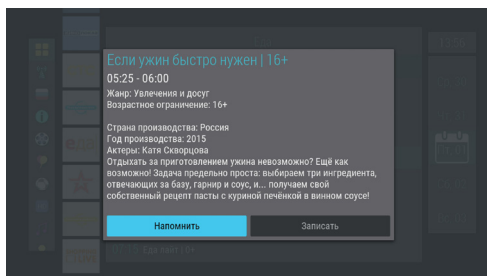 Если ужин быстро нужен | 16+
05:25 - 06:00
Жанр: Увлечения и досуг
Возрастное ограничение: 16+
Страна производства: Россия
Год производства: 2015
Актеры: Катя Скворцова
Отдыхать за приготовлением ужина невозможно? Ещё как
возможно! Задача предельно проста: выбираем три ингредиента,
отвечающих за базу, гарнир и соус, и... получаем свой
собственный рецепт пасты с куриной печёнкой в винном соусе!
Напомнить
Записать